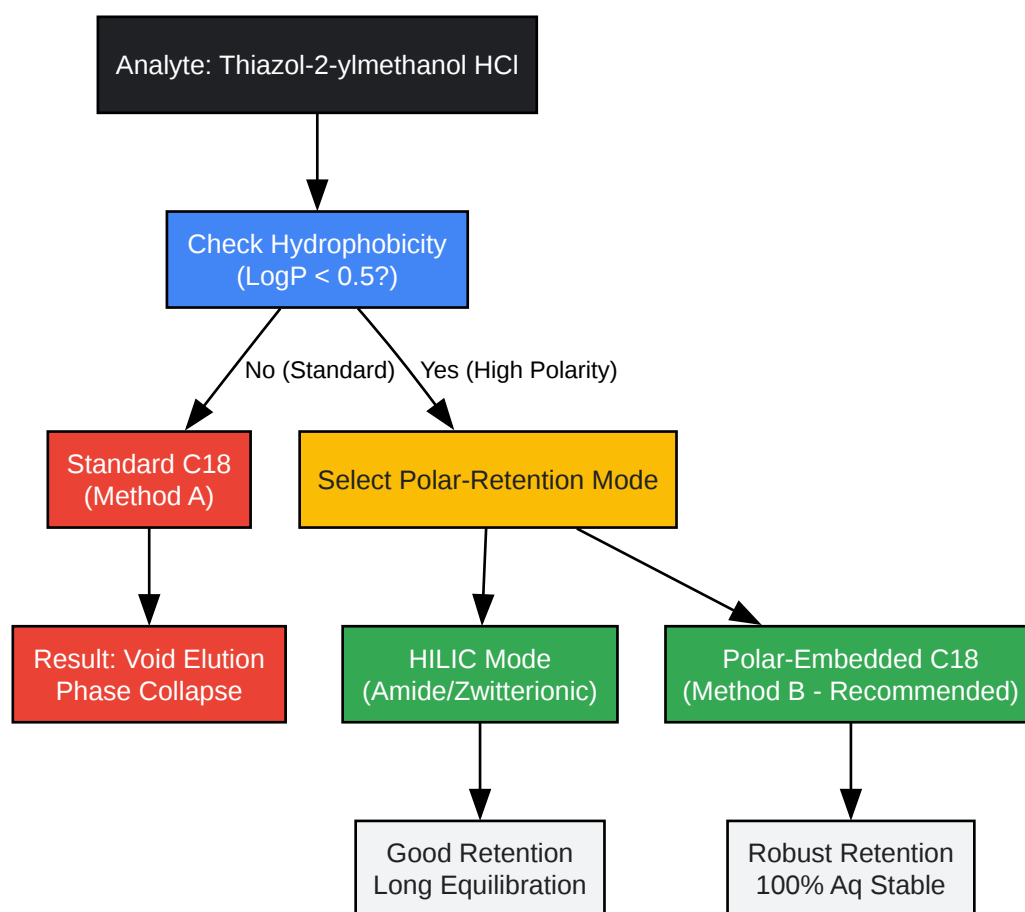 Analyte: Thiazol-2-ylmethanol HCl
Check Hydrophobicity
(LogP < 0.5?)
No (Standard)
Yes (High Polarity)
Standard C18
(Method A)
Select Polar-Retention Mode
Result: Void Elution
Phase Collapse
HILIC Mode
(Amide/Zwitterionic)
Polar-Embedded C18
(Method B - Recommended)
Good Retention
Long Equilibration
Robust Retention
100% Aq Stable